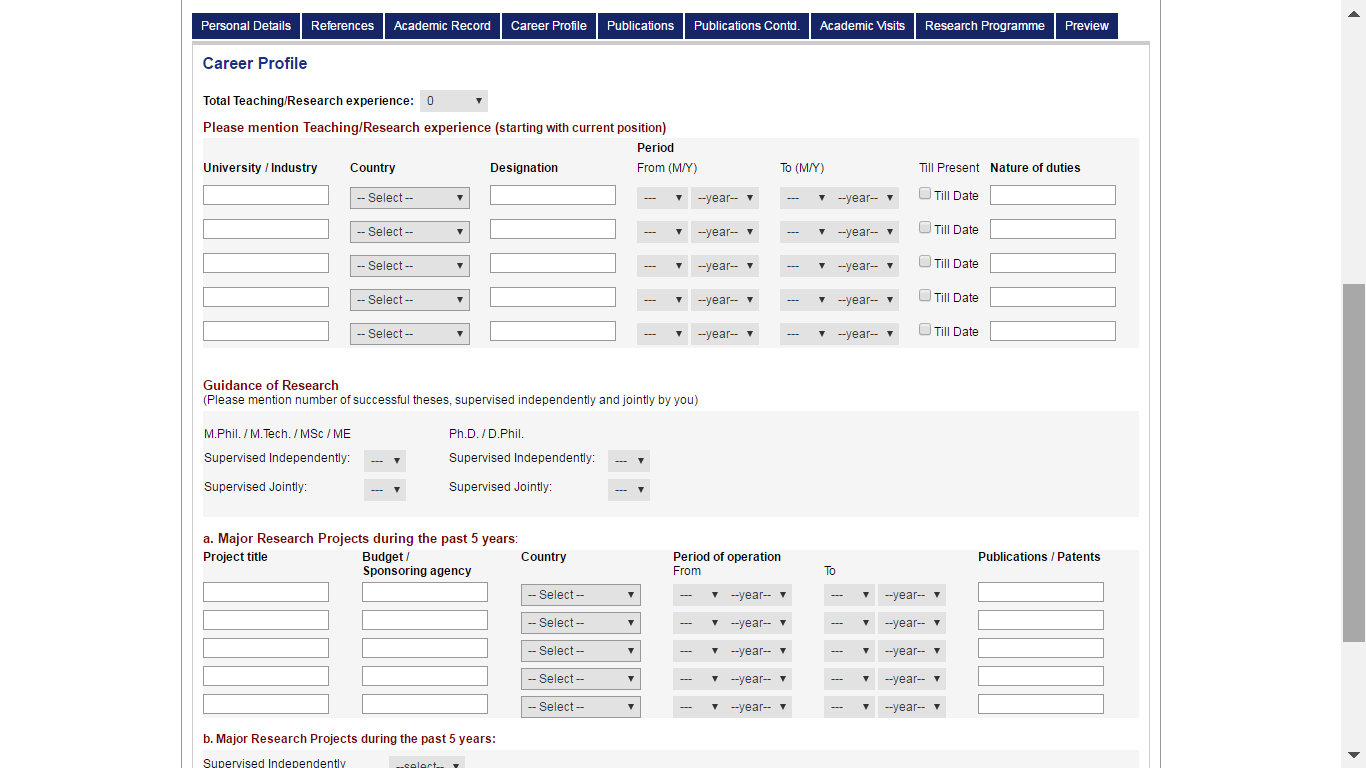 Personal Details References Academic Record Career Profile Publications Publications Contd. Academic Visits Research Programme Preview
Career Profile
Total Teaching/Research experience: 0
Please mention Teaching/Research experience (starting with current position)
Period
University / Industry Country Designation From (M/Y) To (M/Y) Till Present Nature of duties
-- Select -- --- --year-- --- --year-- Till Date
-- Select -- --- --year-- --- --year-- Till Date
-- Select -- --- --year-- --- --year-- Till Date
-- Select -- --- --year-- --- --year-- Till Date
-- Select -- --- --year-- --- --year-- Till Date
Guidance of Research
(Please mention number of successful theses, supervised independently and jointly by you)
M.Phil. / M.Tech. / MSc / ME Ph.D. / D.Phil.
Supervised Independently: --- Supervised Independently: ---
Supervised Jointly: --- Supervised Jointly: ---
a. Major Research Projects during the past 5 years:
Project title Budget / Country Period of operation Publications / Patents
Sponsoring agency From To
-- Select -- --- --year-- --- --year--
-- Select -- --- --year-- --- --year--
-- Select -- --- --year-- --- --year--
-- Select -- --- --year-- --- --year--
-- Select -- --- --year-- --- --year--
b. Major Research Projects during the past 5 years:
Supervised Independently --select--